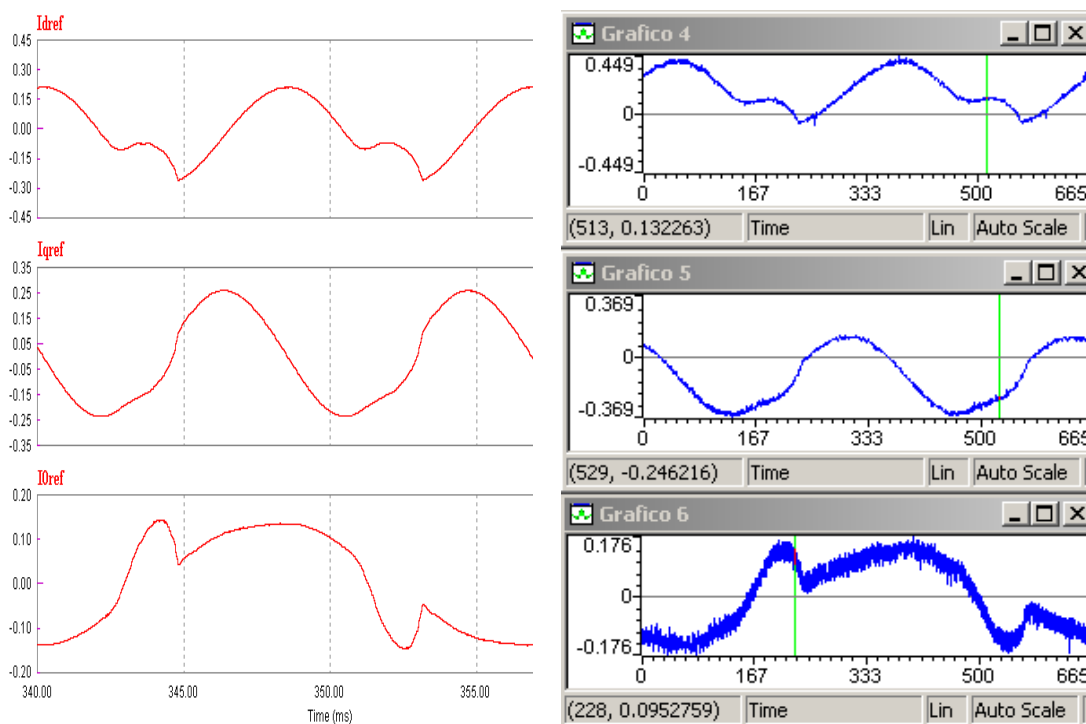 Idref
0.45
0.30
0.15
0.00
-0.15
-0.30
-0.45
Iqref
0.35
0.25
0.15
0.05
-0.05
-0.15
-0.25
-0.35
I0ref
0.20
0.10
0.00
-0.10
-0.20
340.00 345.00 350.00 355.00
Time (ms)
Grafico 4
0.449
0
-0.449
0 167 333 500 665
(513, 0.132263) Time Lin Auto Scale
Grafico 5
0.369
0
-0.369
0 167 333 500 665
(529, -0.246216) Time Lin Auto Scale
Grafico 6
0.176
0
-0.176
0 167 333 500 665
(228, 0.0952759) Time Lin Auto Scale